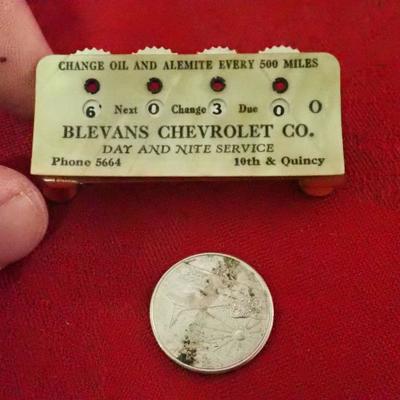 CHANGE OIL AND ALEMITE EVERY 500 MILES
6 Next 0 Change 3 Due 0 0
BLEVANS CHEVROLET CO.
DAY AND NITE SERVICE
Phone 5664 10th & Quincy